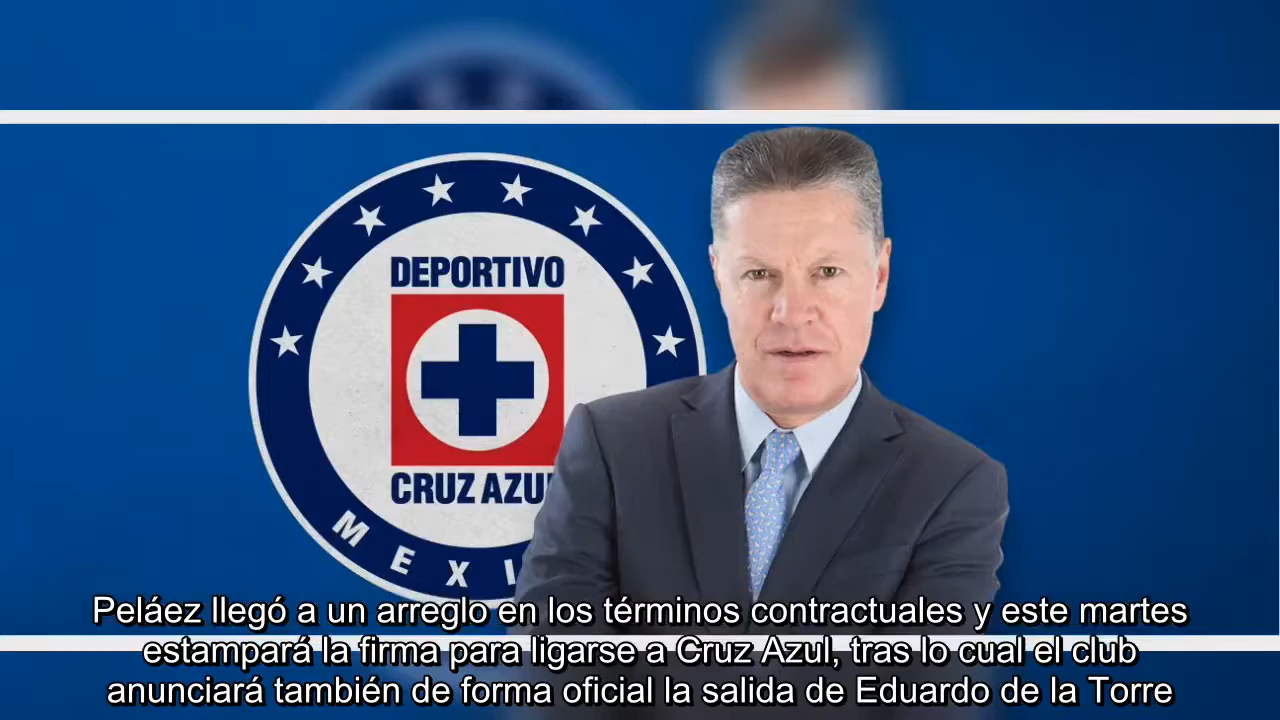 DEPORTIVO
CRUZ AZU
MEXI
Peláez llegó a un arreglo en los términos contractuales y este martes
estampará la firma para ligarse a Cruz Azul, tras lo cual el club
anunciará también de forma oficial la salida de Eduardo de la Torre